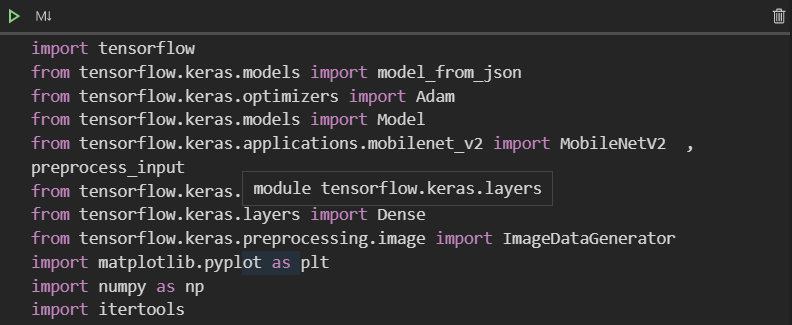 M↓
import tensorflow
from tensorflow.keras.models import model_from_json
from tensorflow.keras.optimizers import Adam
from tensorflow.keras.models import Model
from tensorflow.keras.applications.mobilenet_v2 import MobileNetV2  ,
preprocess_input
from tensorflow.keras.
module tensorflow.keras.layers
from tensorflow.keras.layers import Dense
from tensorflow.keras.preprocessing.image import ImageDataGenerator
import matplotlib.pyplot as plt
import numpy as np
import itertools